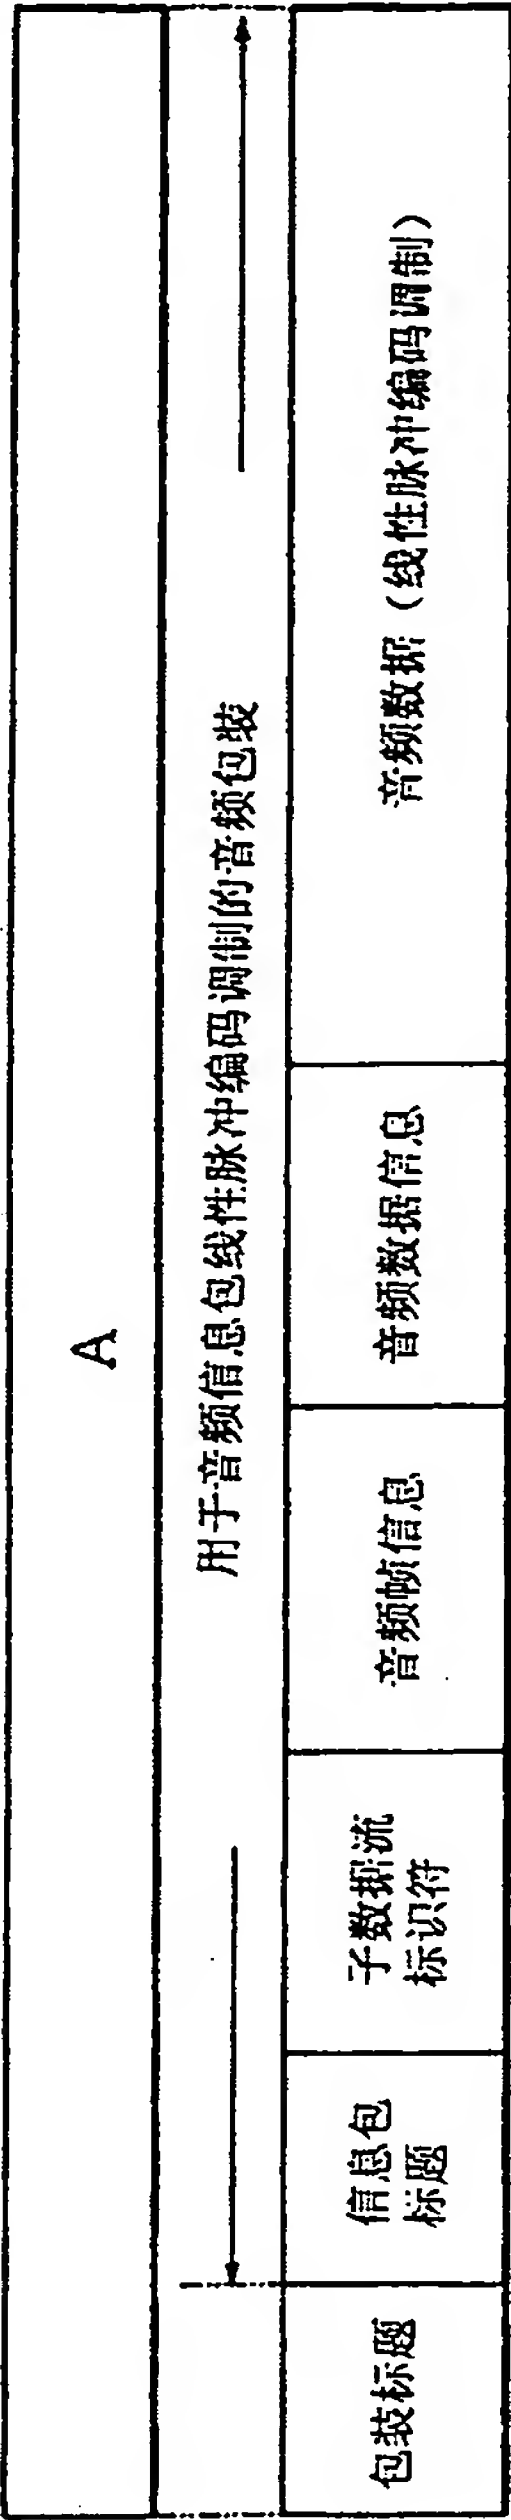 A
用于音频信息包线性脉冲编码调制的音频包装
包装标题
信息包
标题
子数据流
标识符
音频帧信息
音频数据信息
音频数据（线性脉冲编码调制）